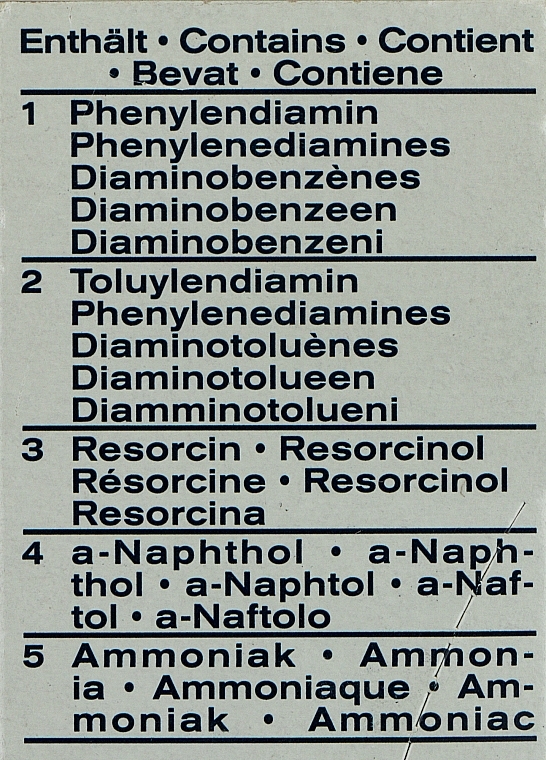 Enthält • Contains • Contient
• Bevat • Contiene
1 Phenylendiamin
Phenylenediamines
Diaminobenzènes
Diaminobenzeen
Diaminobenzeni
2 Toluylendiamin
Phenylenediamines
Diaminotoluènes
Diaminotolueen
Diamminotolueni
3 Resorcin • Resorcinol
Résorcine • Resorcinol
Resorcina
4 a-Naphthol • a-Naph-
thol • a-Naphtol • a-Naf-
tol • a-Naftolo
5 Ammoniak • Ammon-
ia • Ammoniaque • Am-
moniak • Ammoniac